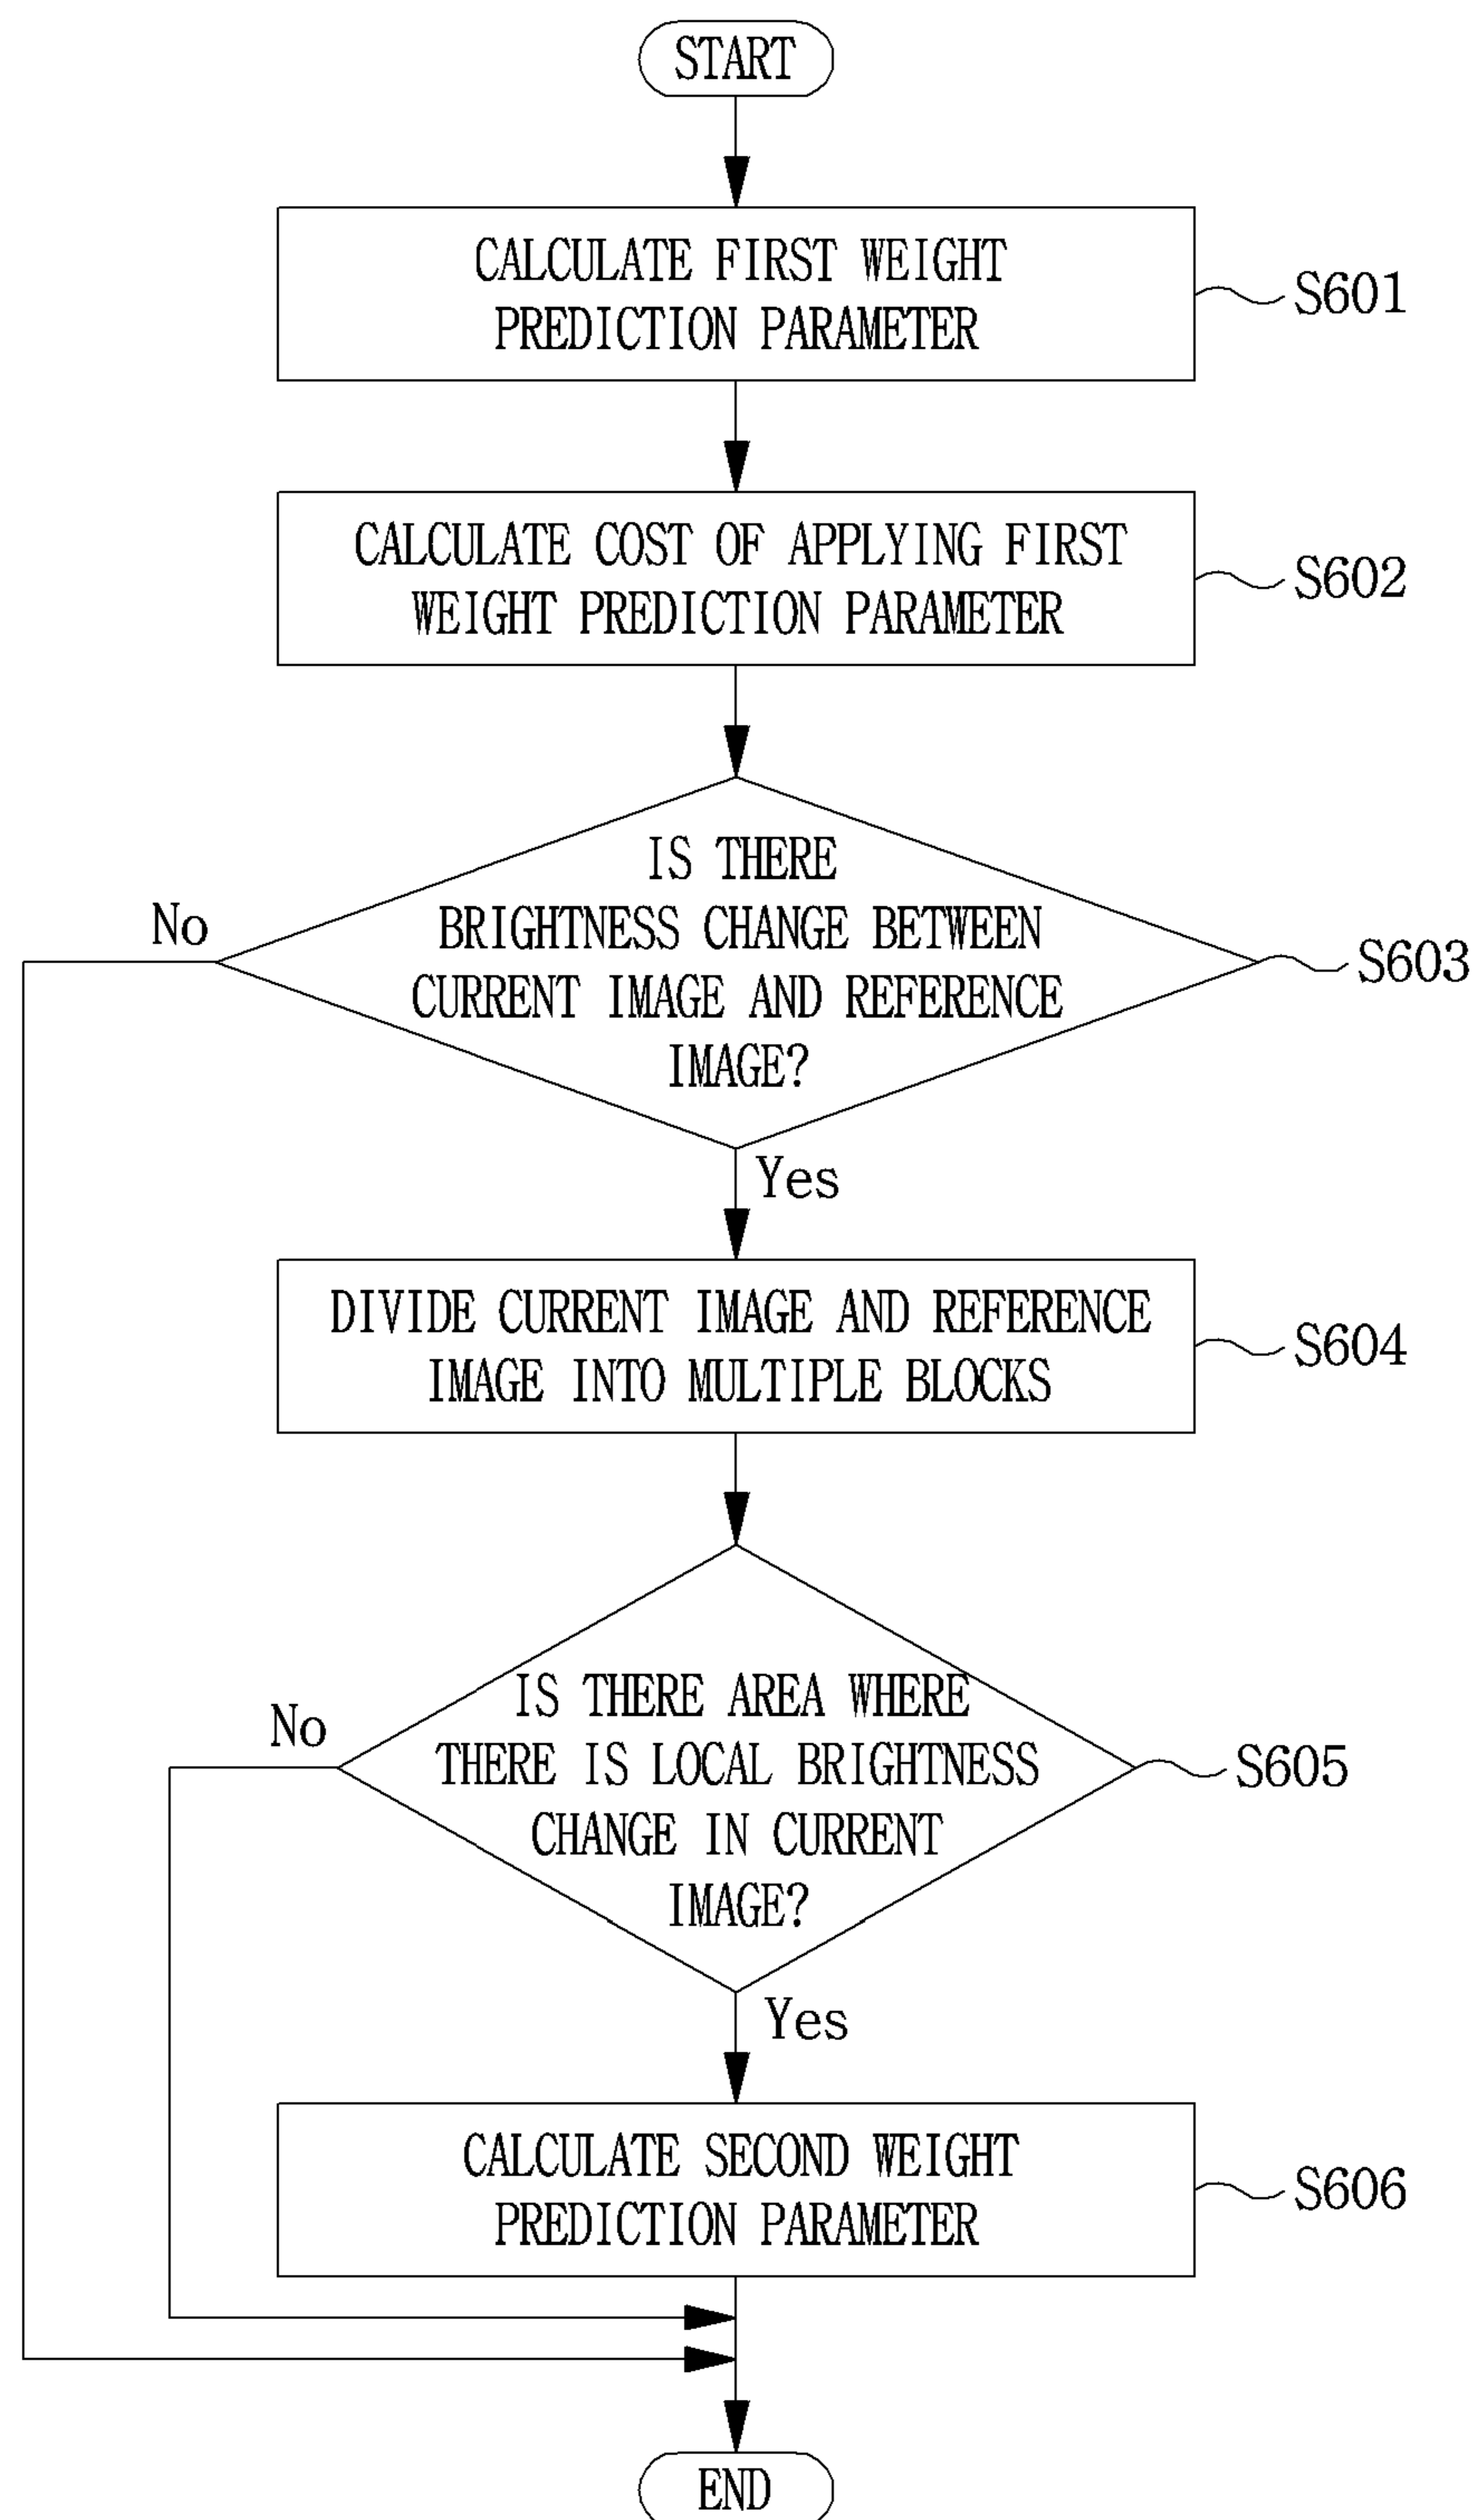 START
CALCULATE FIRST WEIGHT
PREDICTION PARAMETER
S601
CALCULATE COST OF APPLYING FIRST
WEIGHT PREDICTION PARAMETER
S602
IS THERE
BRIGHTNESS CHANGE BETWEEN
CURRENT IMAGE AND REFERENCE
IMAGE?
No
S603
Yes
DIVIDE CURRENT IMAGE AND REFERENCE
IMAGE INTO MULTIPLE BLOCKS
S604
IS THERE AREA WHERE
THERE IS LOCAL BRIGHTNESS
CHANGE IN CURRENT
IMAGE?
No
S605
Yes
CALCULATE SECOND WEIGHT
PREDICTION PARAMETER
S606
END